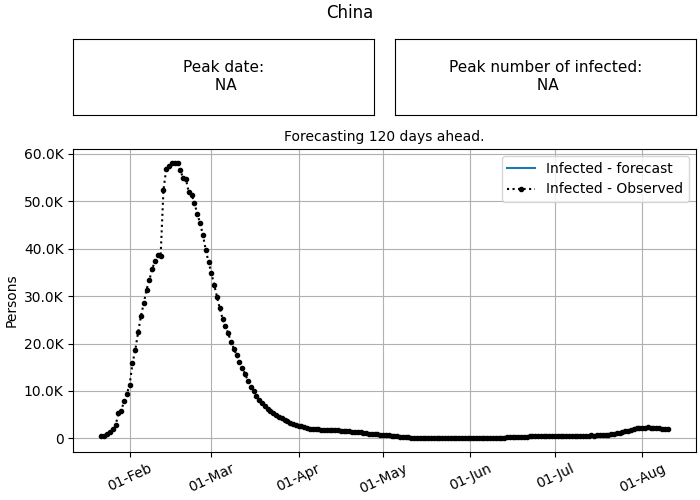 China
Peak date:
NA
Peak number of infected:
NA
Forecasting 120 days ahead.
Infected - forecast
Infected - Observed
Persons
60.0K
50.0K
40.0K
30.0K
20.0K
10.0K
0
01-Feb
01-Mar
01-Apr
01-May
01-Jun
01-Jul
01-Aug